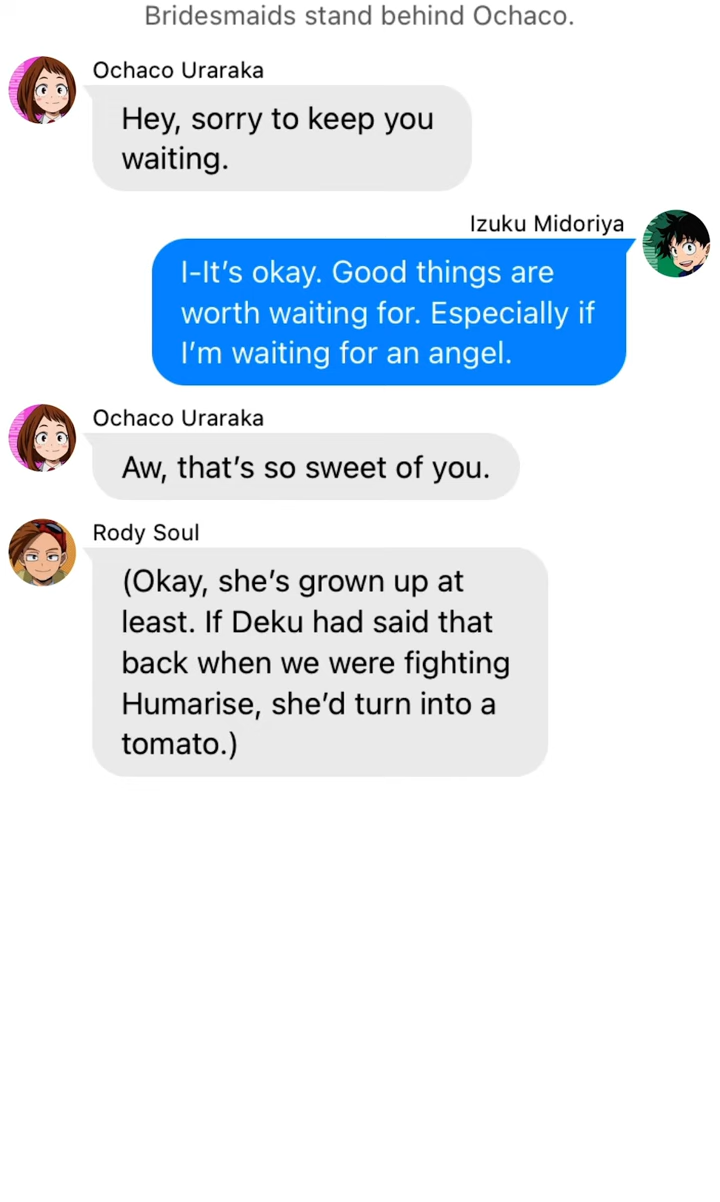 Bridesmaids stand behind Ochaco.
Ochaco Uraraka
Hey, sorry to keep you
waiting.
Izuku Midoriya
I-It’s okay. Good things are
worth waiting for. Especially if
I’m waiting for an angel.
Ochaco Uraraka
Aw, that’s so sweet of you.
Rody Soul
(Okay, she’s grown up at
least. If Deku had said that
back when we were fighting
Humarise, she’d turn into a
tomato.)